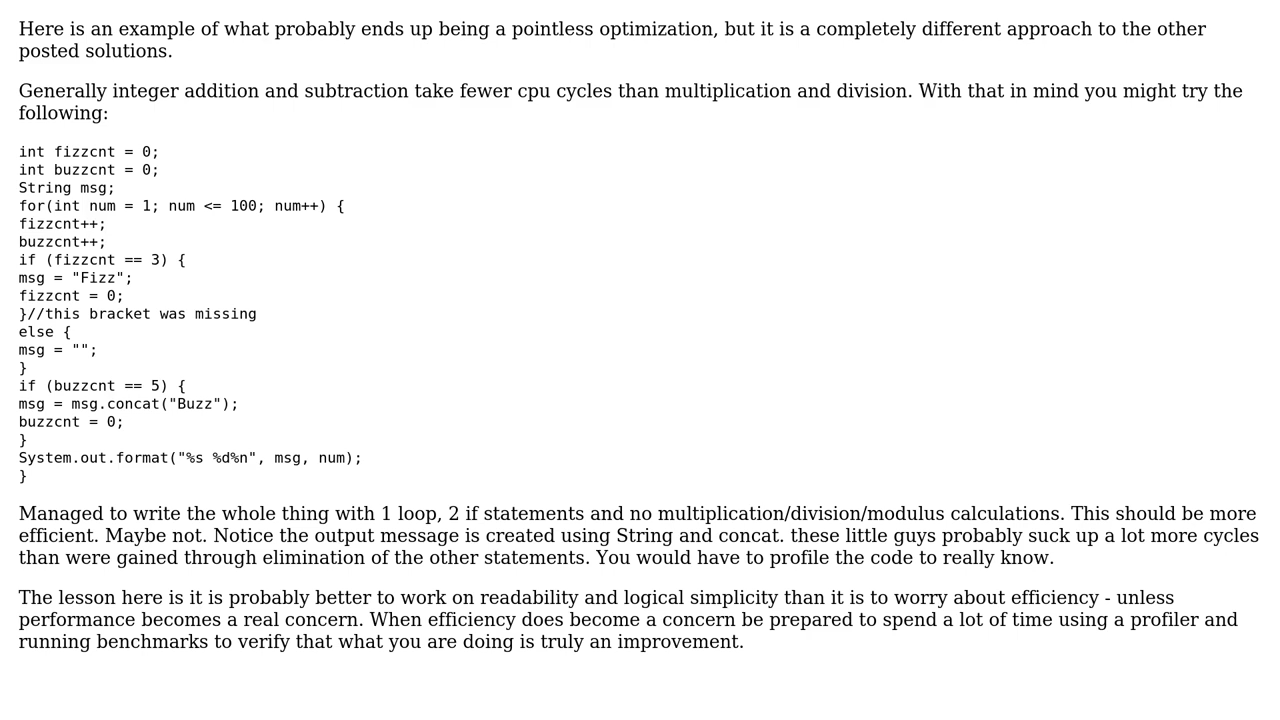 Here is an example of what probably ends up being a pointless optimization, but it is a completely different approach to the other
posted solutions.
Generally integer addition and subtraction take fewer cpu cycles than multiplication and division. With that in mind you might try the
following:
int fizzcnt = 0;
int buzzcnt = 0;
String msg;
for(int num = 1; num <= 100; num++) {
fizzcnt++;
buzzcnt++;
if (fizzcnt == 3) {
msg = "Fizz";
fizzcnt = 0;
}//this bracket was missing
else {
msg = "";
}
if (buzzcnt == 5) {
msg = msg.concat("Buzz");
buzzcnt = 0;
}
System.out.format("%s %d%n", msg, num);
}
Managed to write the whole thing with 1 loop, 2 if statements and no multiplication/division/modulus calculations. This should be more
efficient. Maybe not. Notice the output message is created using String and concat. these little guys probably suck up a lot more cycles
than were gained through elimination of the other statements. You would have to profile the code to really know.
The lesson here is it is probably better to work on readability and logical simplicity than it is to worry about efficiency - unless
performance becomes a real concern. When efficiency does become a concern be prepared to spend a lot of time using a profiler and
running benchmarks to verify that what you are doing is truly an improvement.